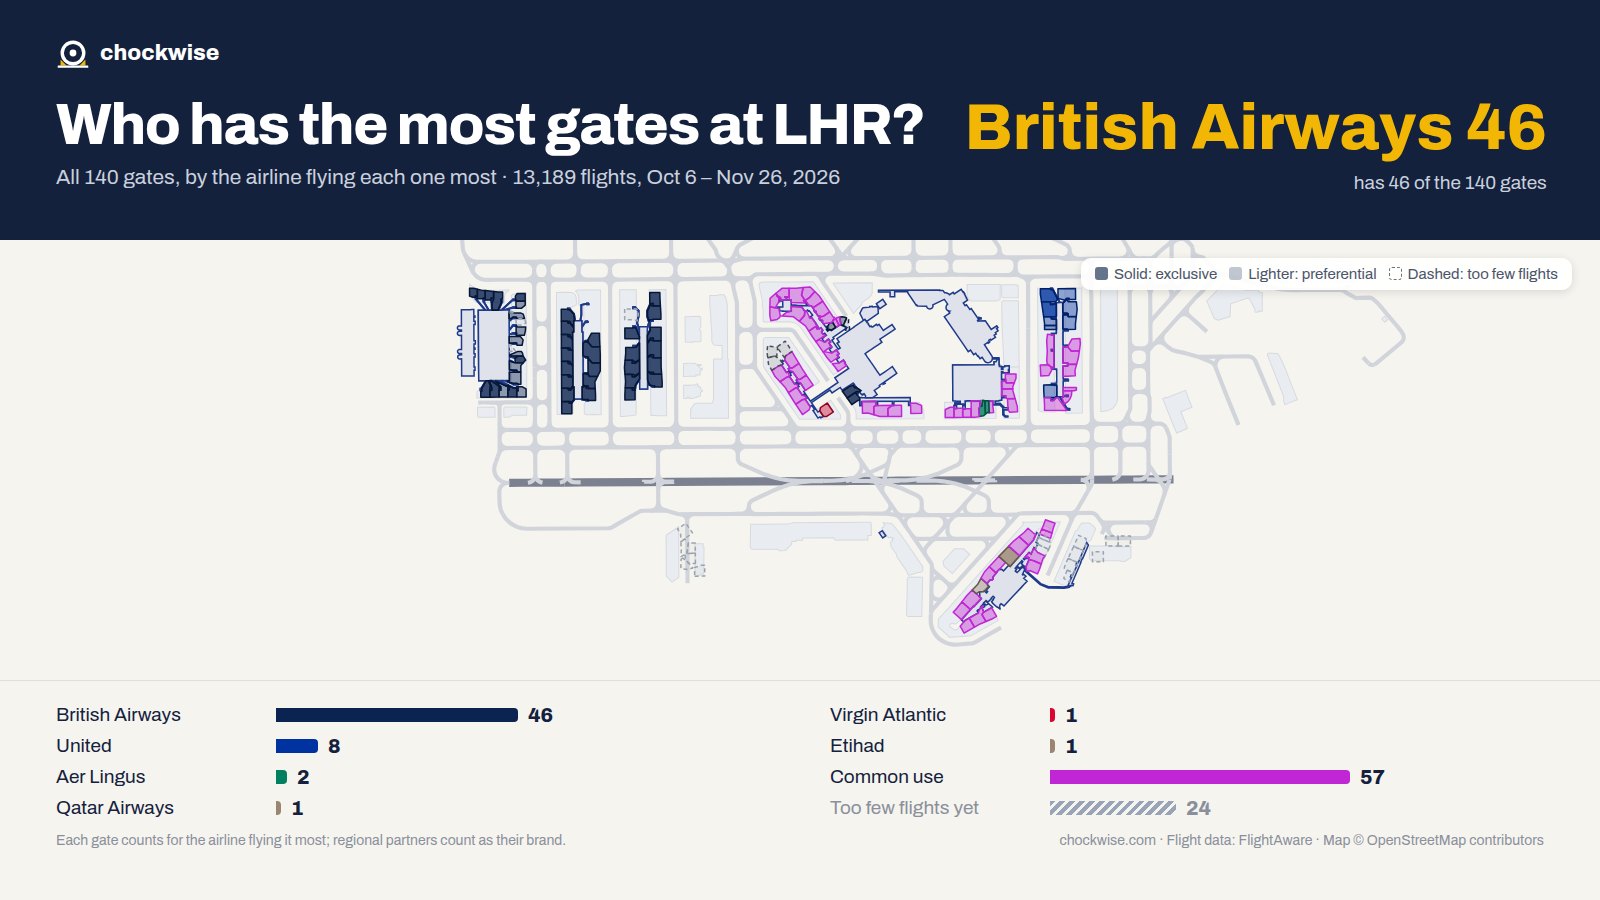 chockwise
Who has the most gates at LHR?
British Airways 46
All 140 gates, by the airline flying each one most · 13,189 flights, Oct 6 – Nov 26, 2026
has 46 of the 140 gates
Solid: exclusive
Lighter: preferential
Dashed: too few flights
British Airways 46
United 8
Aer Lingus 2
Qatar Airways 1
Virgin Atlantic 1
Etihad 1
Common use 57
Too few flights yet 24
Each gate counts for the airline flying it most; regional partners count as their brand.
chockwise.com · Flight data: FlightAware · Map © OpenStreetMap contributors